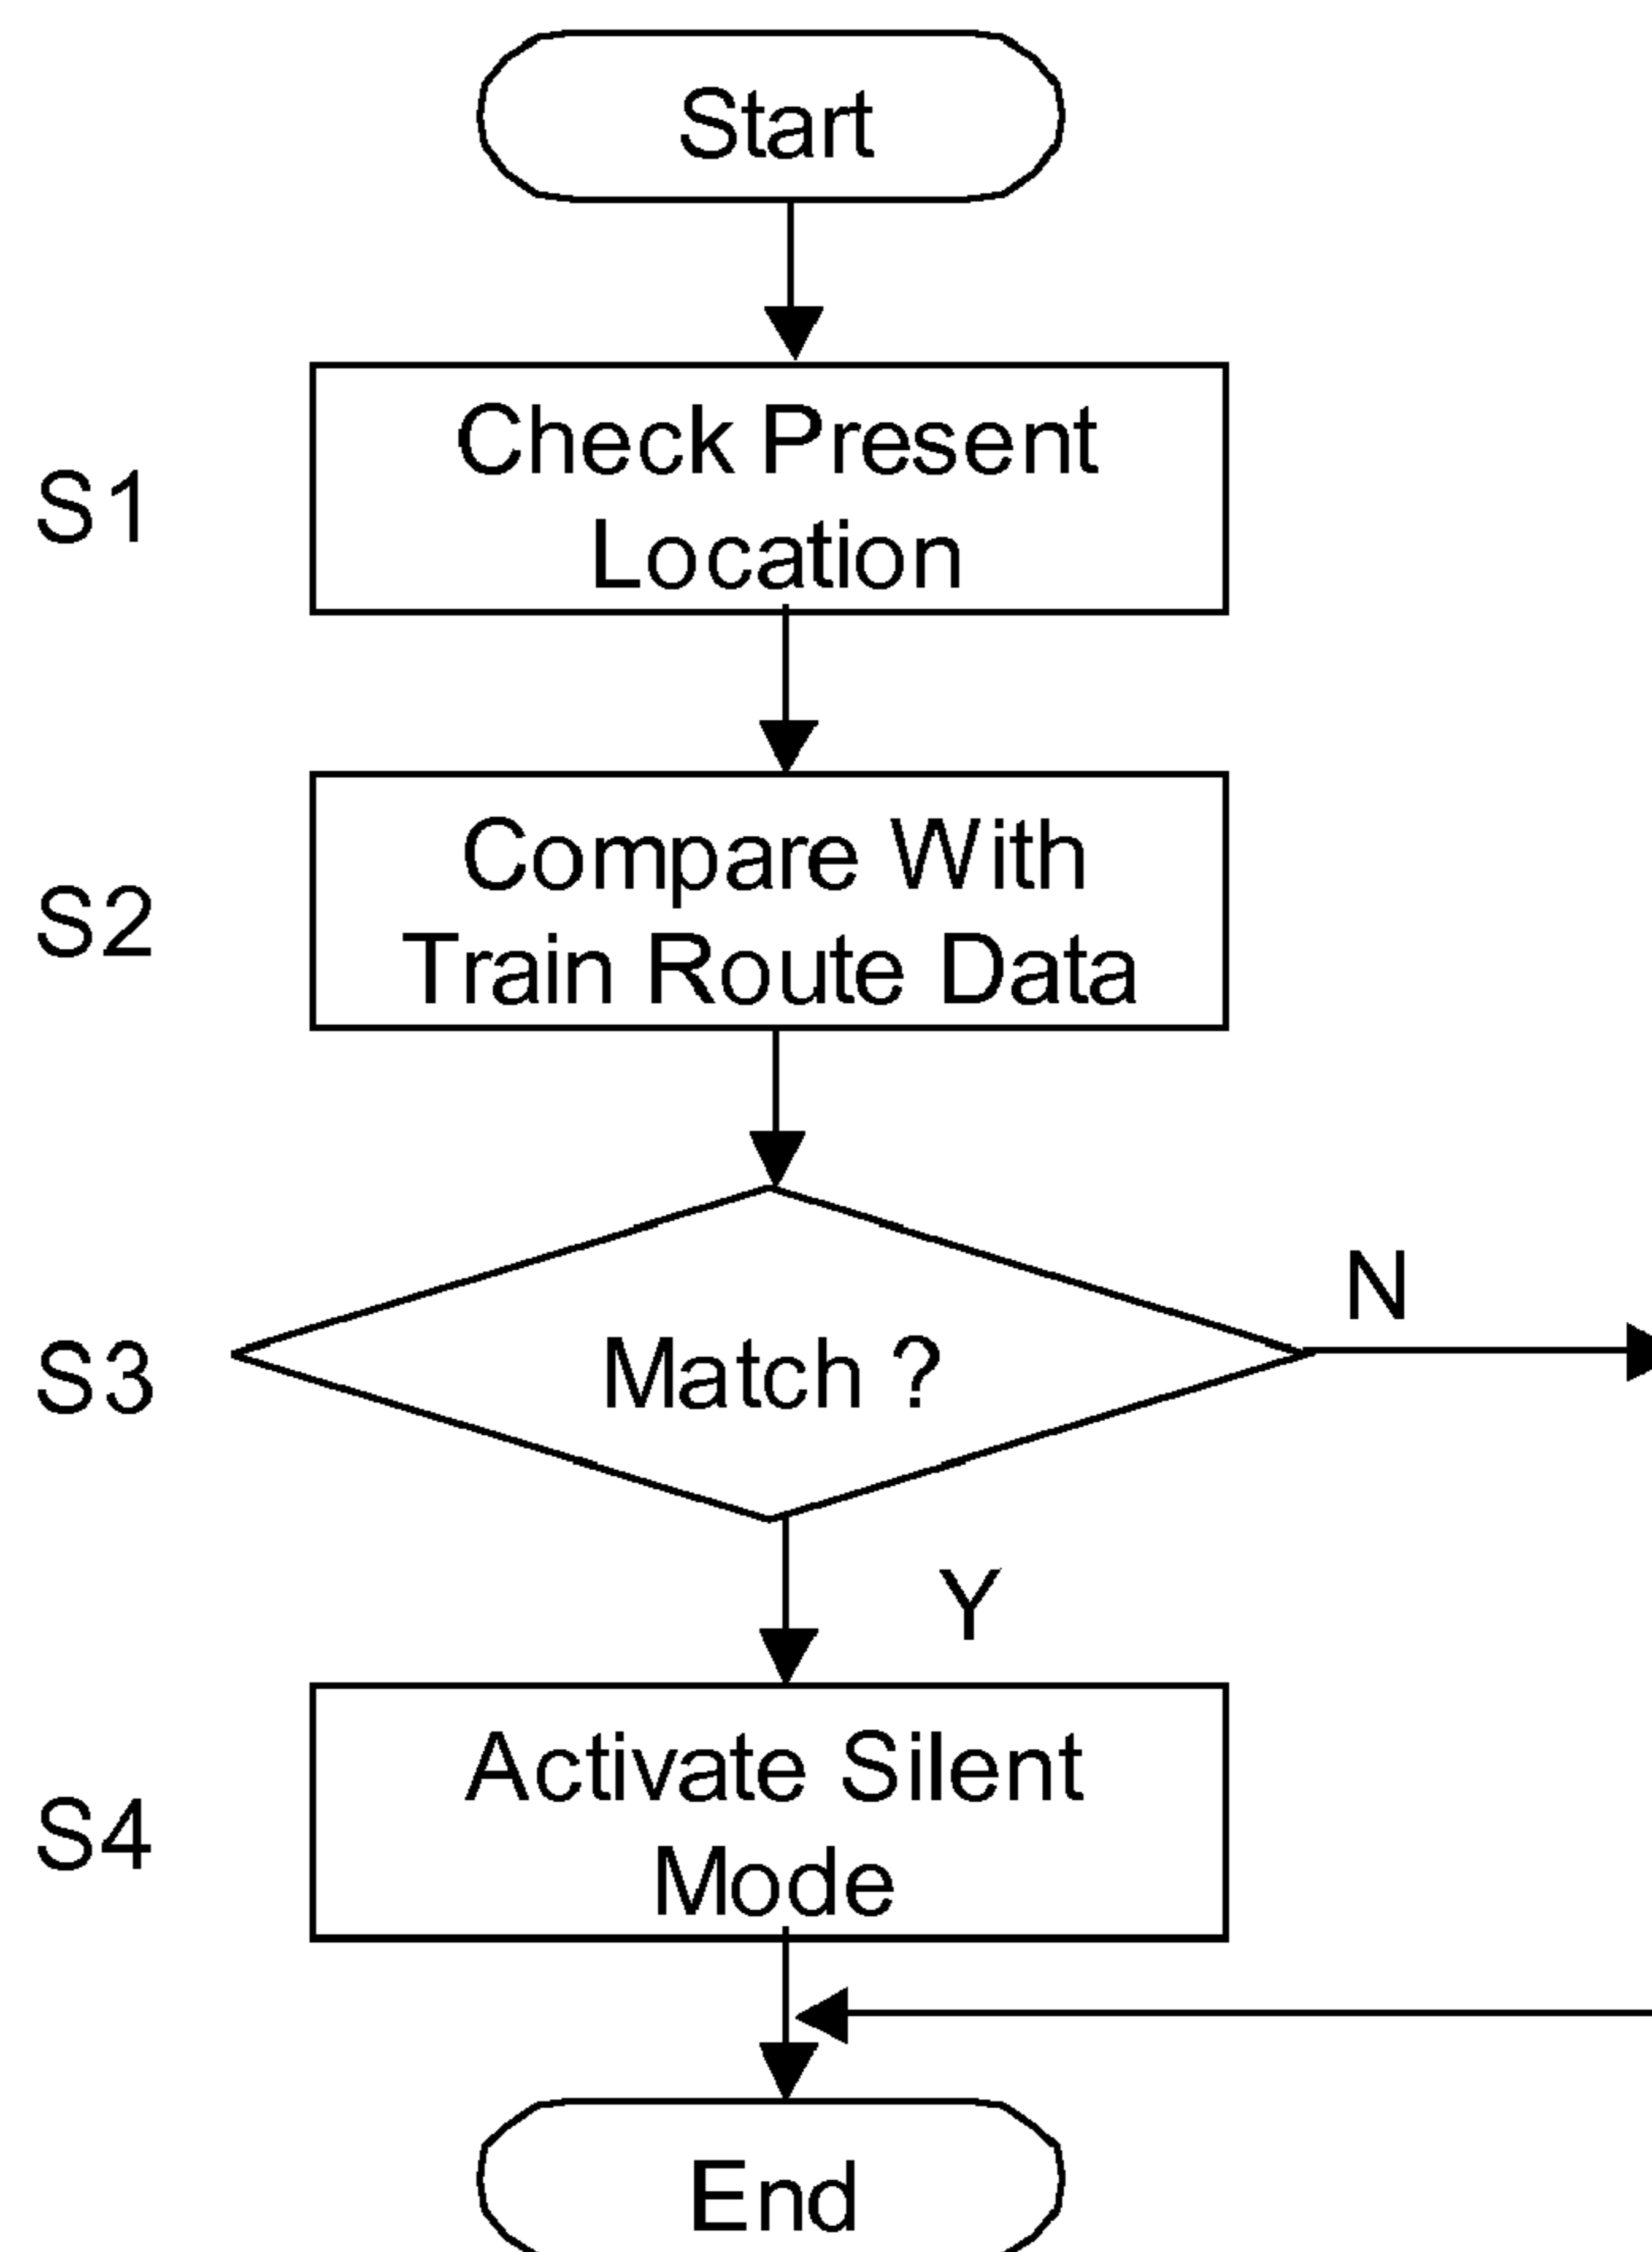 Start
S1
Check Present
Location
S2
Compare With
Train Route Data
S3
Match ?
N
Y
S4
Activate Silent
Mode
End